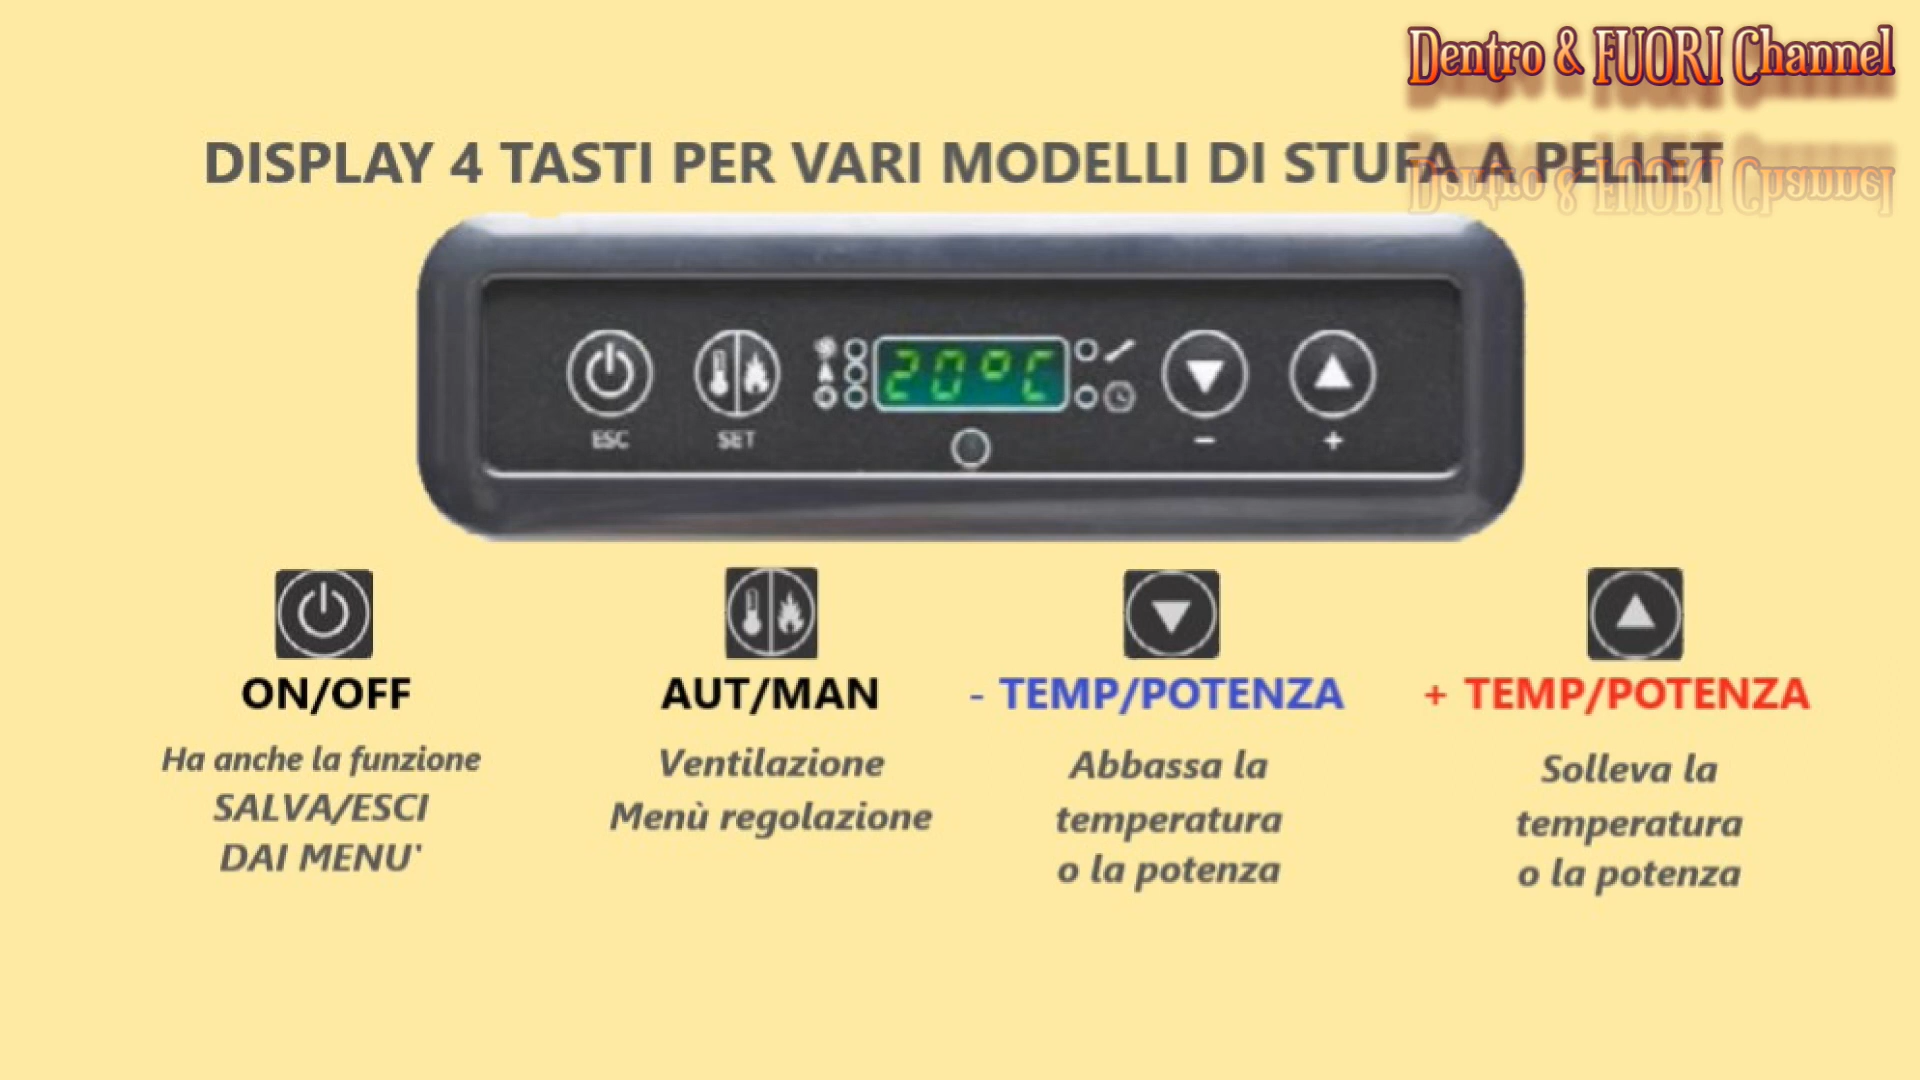 Dentro & FUORI Channel
DISPLAY 4 TASTI PER VARI MODELLI DI STUFA A PELLET
20°C
ESC
SET
-
+
ON/OFF
Ha anche la funzione
SALVA/ESCI
DAI MENU'
AUT/MAN
Ventilazione
Menù regolazione
- TEMP/POTENZA
Abbassa la
temperatura
o la potenza
+ TEMP/POTENZA
Solleva la
temperatura
o la potenza